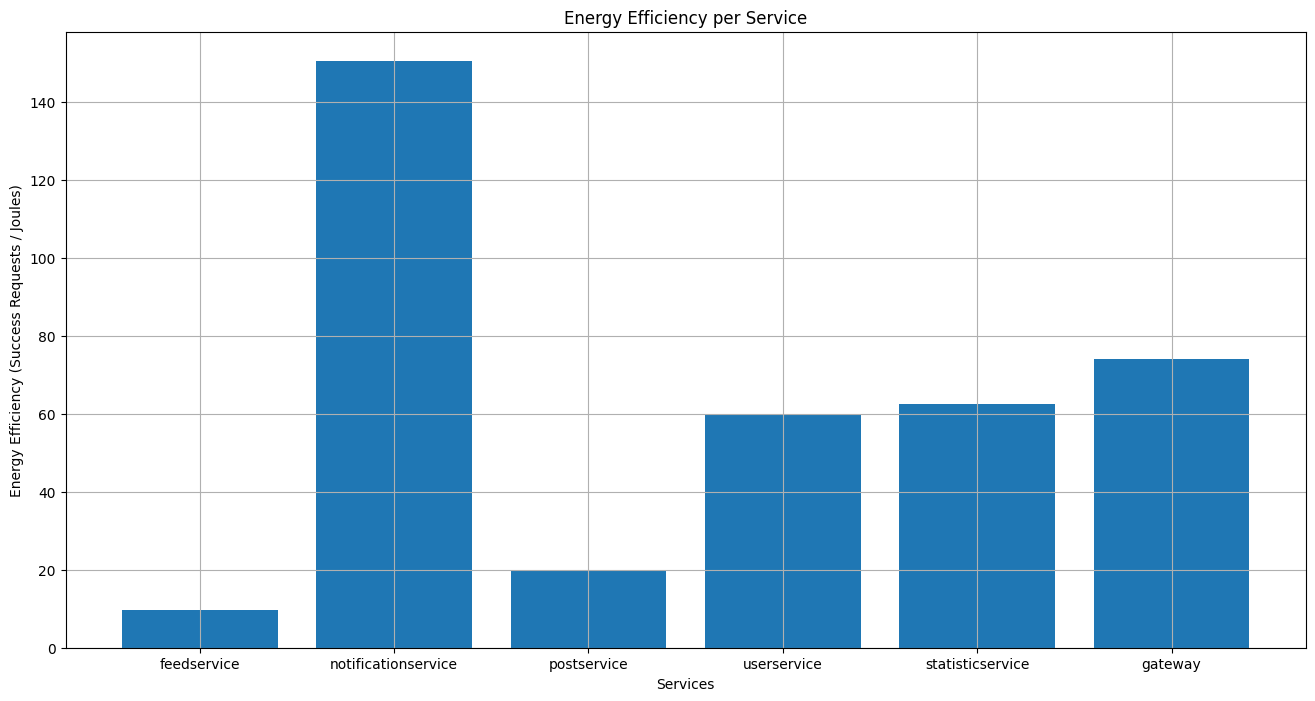 Energy Efficiency per Service
Energy Efficiency (Success Requests / Joules)
140
120
100
80
60
40
20
0
feedservice notificationservice postservice userservice statisticservice gateway
Services